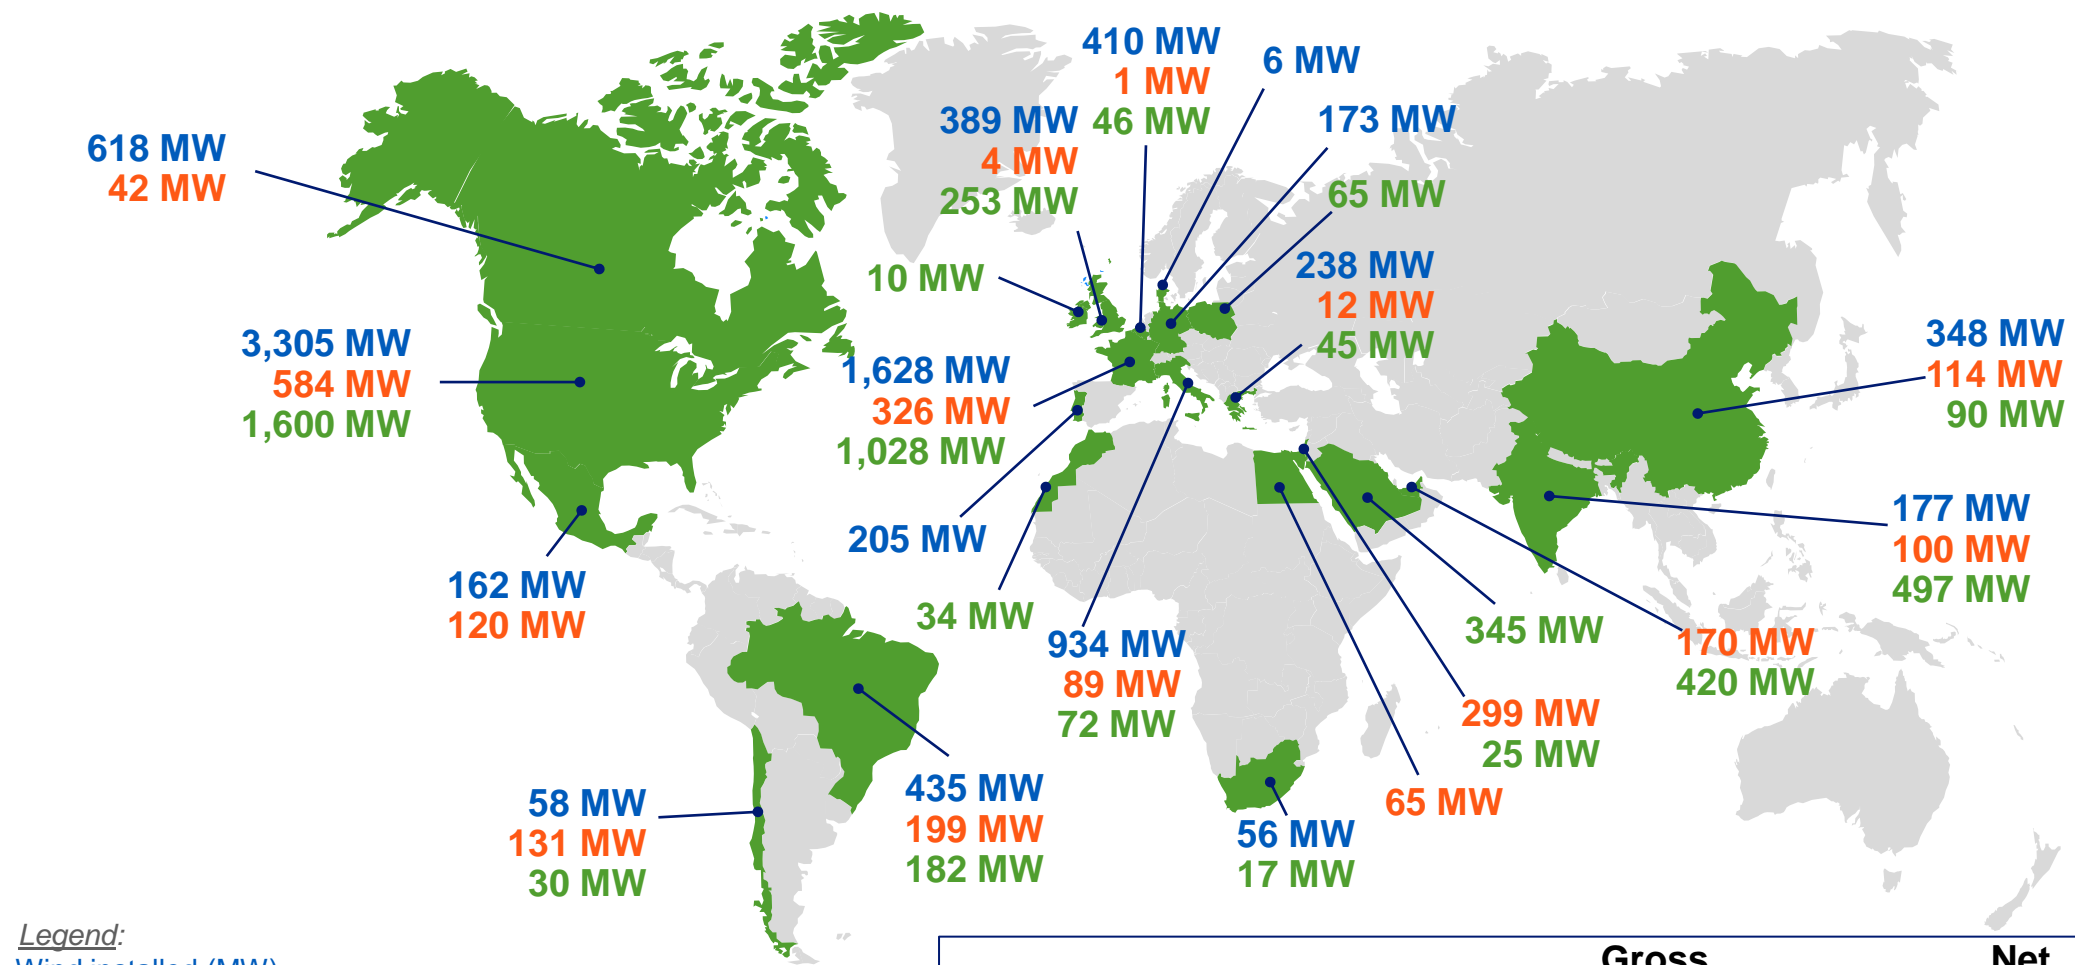 410 MW
1 MW
46 MW
6 MW
389 MW
4 MW
253 MW
173 MW
618 MW
42 MW
65 MW
10 MW
238 MW
12 MW
45 MW
3,305 MW
584 MW
1,600 MW
1,628 MW
326 MW
1,028 MW
348 MW
114 MW
90 MW
205 MW
177 MW
100 MW
497 MW
162 MW
120 MW
34 MW
934 MW
89 MW
72 MW
345 MW
170 MW
420 MW
299 MW
25 MW
65 MW
58 MW
131 MW
30 MW
435 MW
199 MW
182 MW
56 MW
17 MW
Legend:
Wind installed (MW)
Gross Net